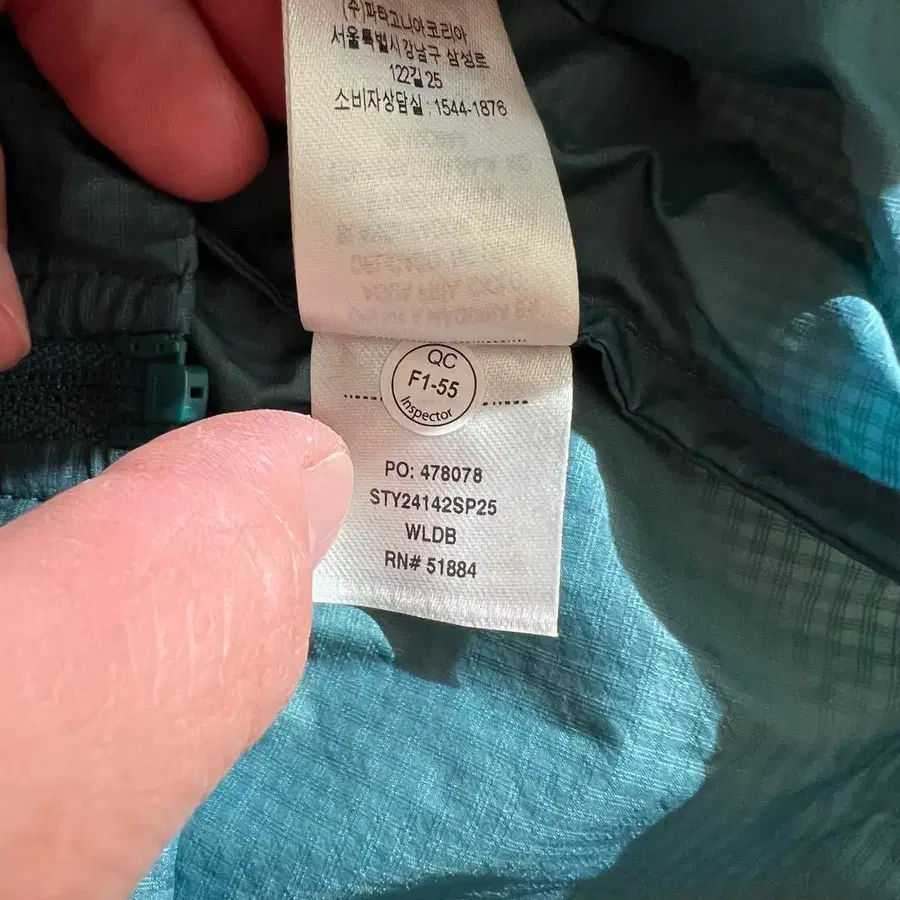 (주)파타고니아코리아
서울특별시 강남구 삼성로
122길 25
소비자상담실 : 1544-1876
QC
F1-55
Inspector
PO: 478078
STY24142SP25
WLDB
RN# 51884